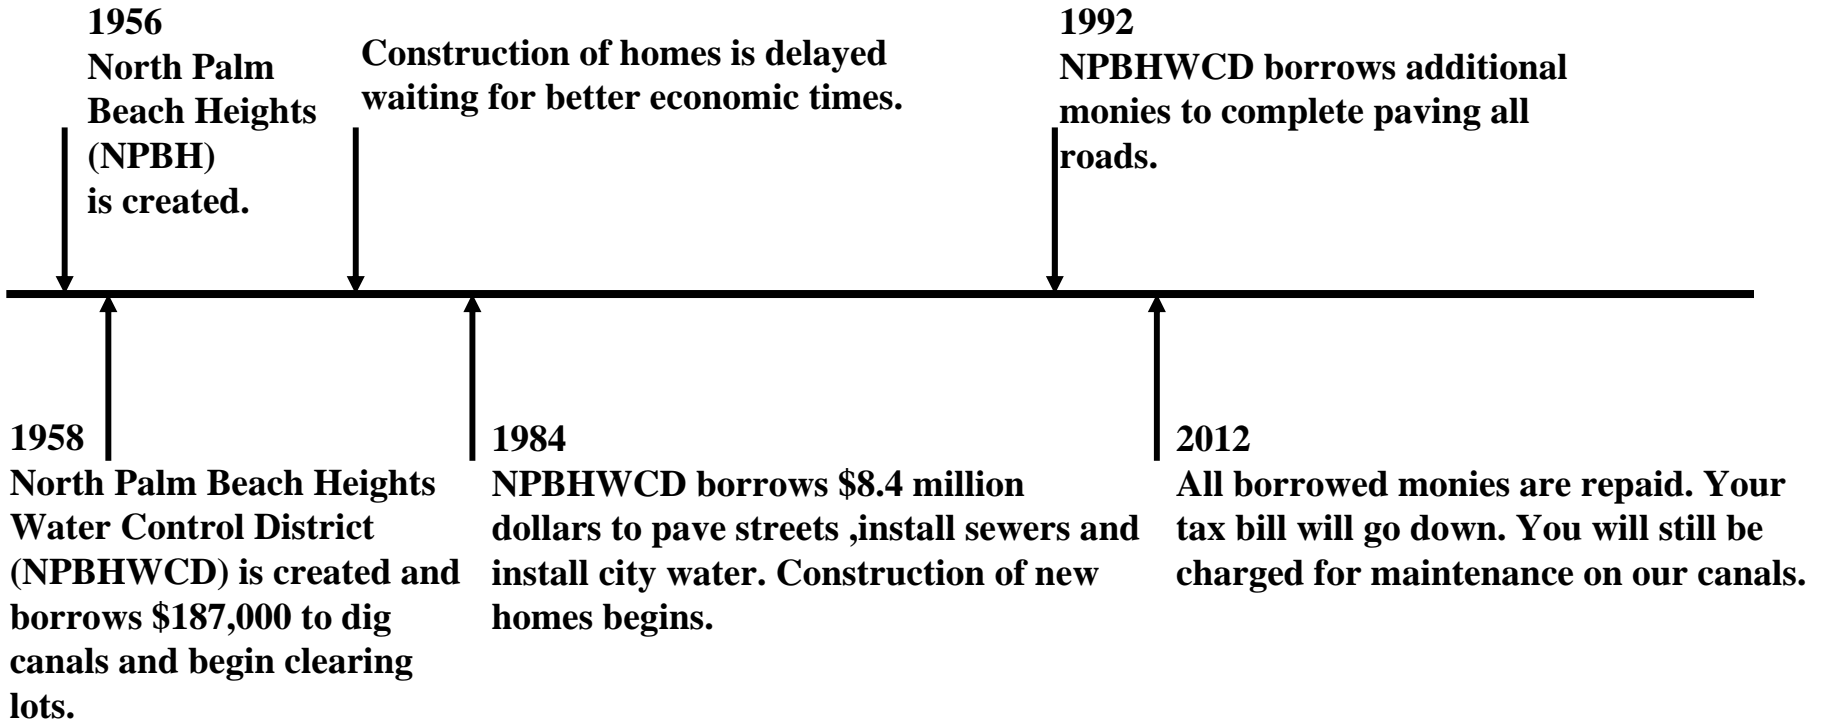 1956
North Palm
Beach Heights
(NPBH)
is created.
Construction of homes is delayed
waiting for better economic times.
1992
NPBHWCD borrows additional
monies to complete paving all
roads.
1958
North Palm Beach Heights
Water Control District
(NPBHWCD) is created and
borrows $187,000 to dig
canals and begin clearing
lots.
1984
NPBHWCD borrows $8.4 million
dollars to pave streets ,install sewers and
install city water. Construction of new
homes begins.
2012
All borrowed monies are repaid. Your
tax bill will go down. You will still be
charged for maintenance on our canals.